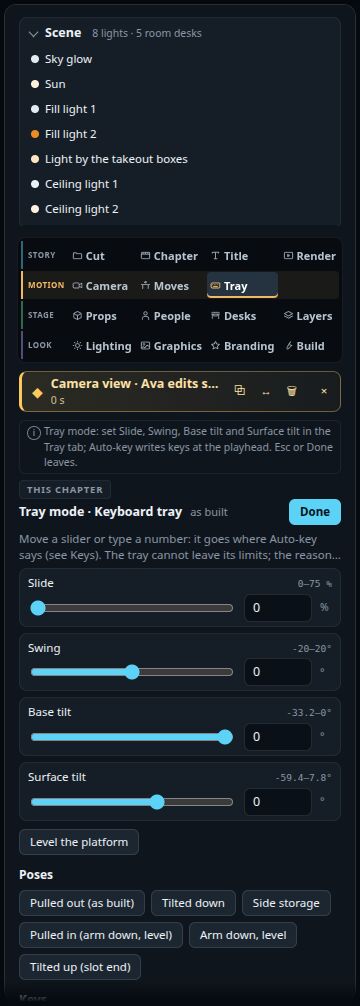 Scene 8 lights · 5 room desks
Sky glow
Sun
Fill light 1
Fill light 2
Light by the takeout boxes
Ceiling light 1
Ceiling light 2
STORY Cut Chapter Title Render
MOTION Camera Moves Tray
STAGE Props People Desks Layers
LOOK Lighting Graphics Branding Build
Camera view · Ava edits s...
0 s
Tray mode: set Slide, Swing, Base tilt and Surface tilt in the
Tray tab; Auto-key writes keys at the playhead. Esc or Done
leaves.
THIS CHAPTER
Tray mode · Keyboard tray as built Done
Move a slider or type a number: it goes where Auto-key
says (see Keys). The tray cannot leave its limits; the reason...
Slide 0–75 %
0 %
Swing -20–20°
0 °
Base tilt -33.2–0°
0 °
Surface tilt -59.4–7.8°
0 °
Level the platform
Poses
Pulled out (as built) Tilted down Side storage
Pulled in (arm down, level) Arm down, level
Tilted up (slot end)
Keys